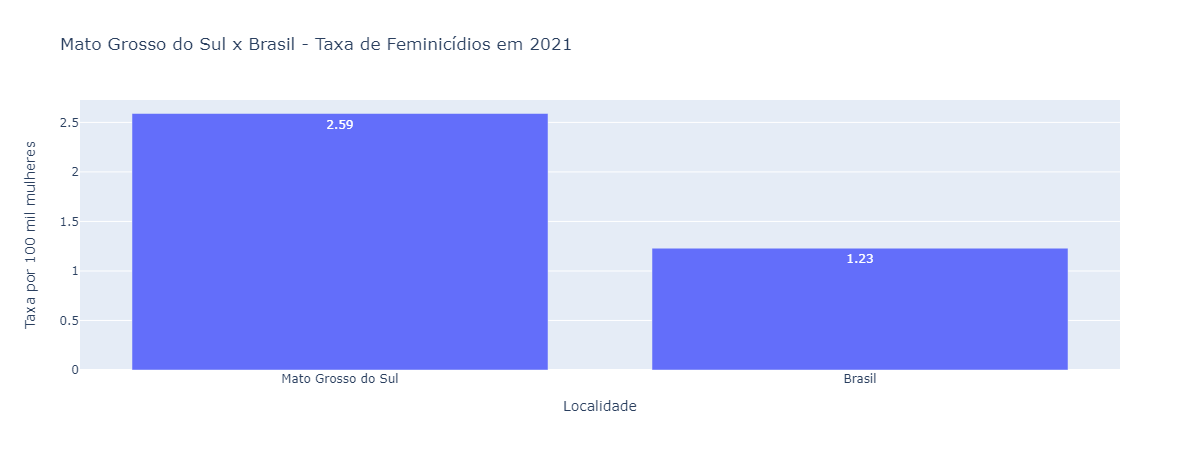 Mato Grosso do Sul x Brasil - Taxa de Feminicídios em 2021
Taxa por 100 mil mulheres
2.5
2
1.5
1
0.5
0
2.59
1.23
Mato Grosso do Sul
Brasil
Localidade